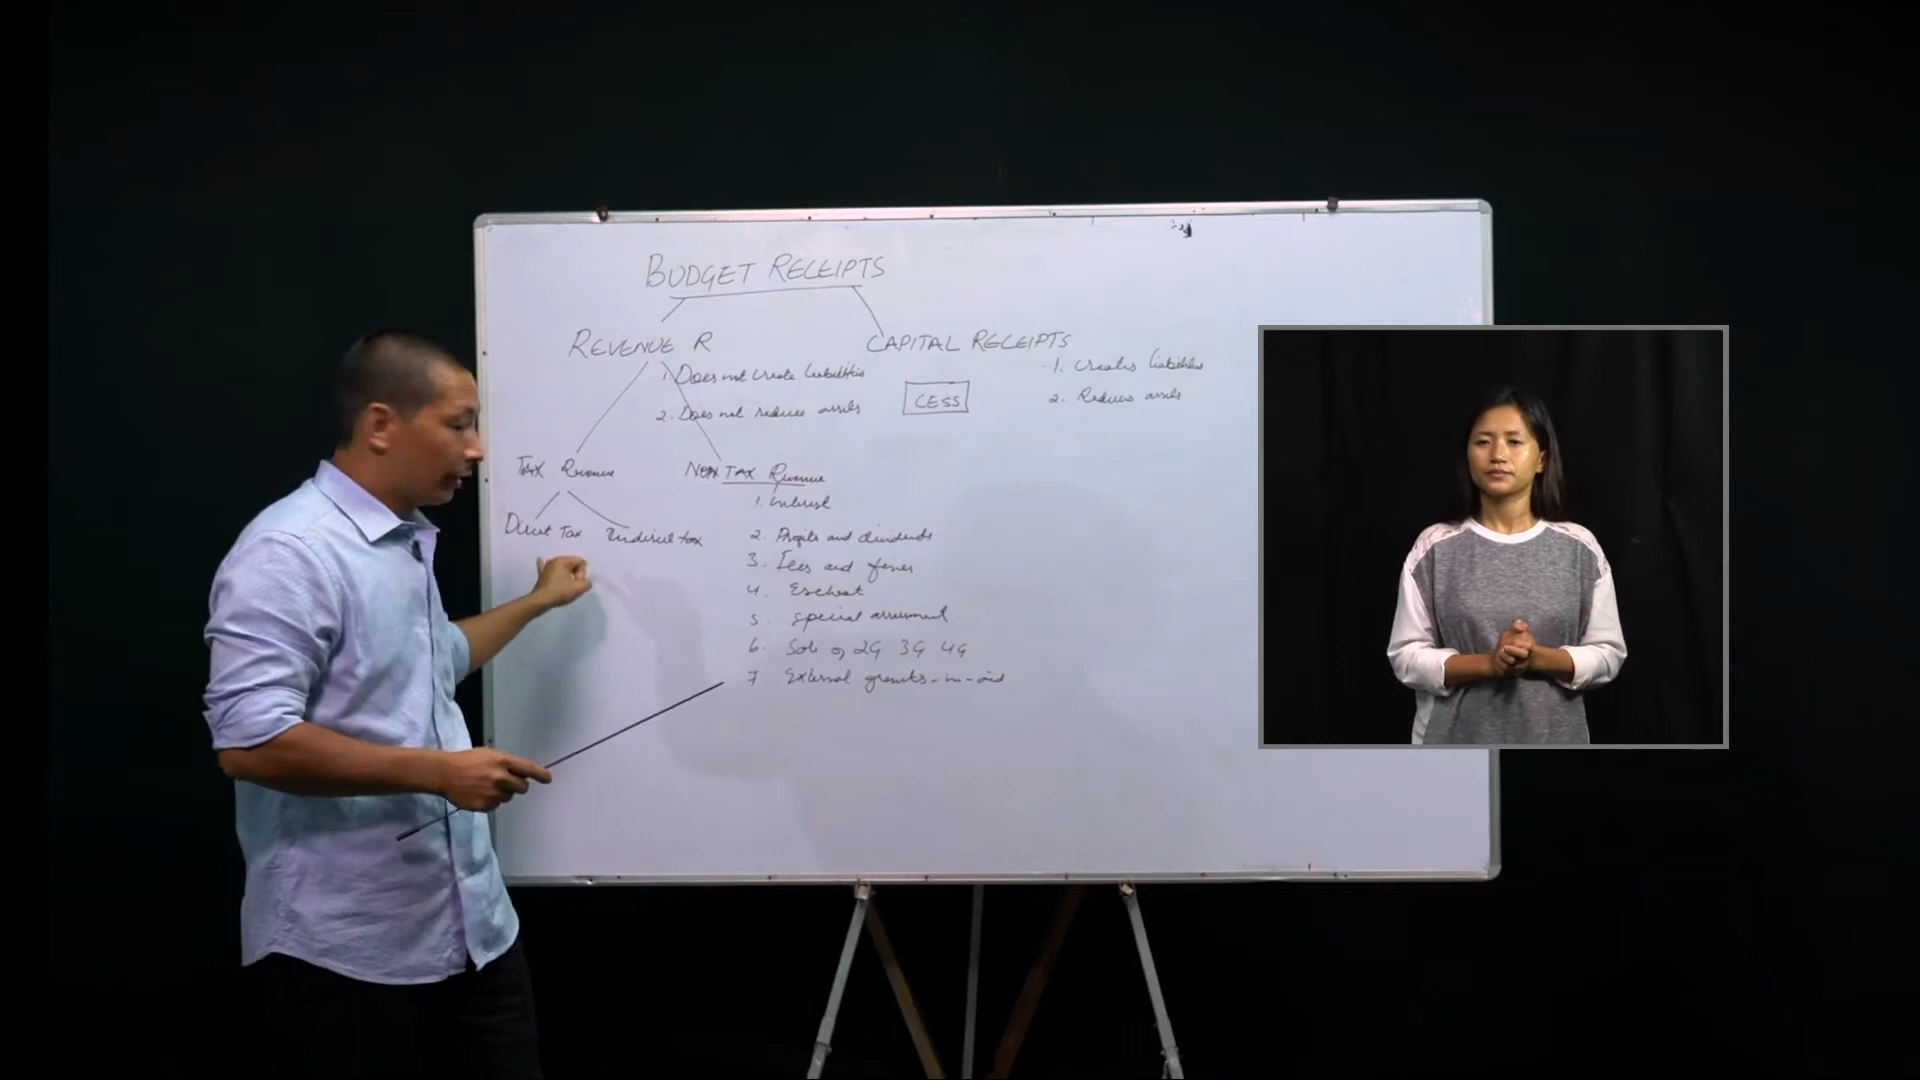 BUDGET RECEIPTS
REVENUE R
CAPITAL RECEIPTS
1. Does not create liabilities
2. Does not reduce assets
CESS
1. Creates liabilities
2. Reduces assets
Tax Revenue
NON TAX Revenue
Direct Tax
Indirect tax
1. interest
2. Profits and dividends
3. Fees and fines
4. Escheat
5. special assessment
6. Sale of 2G 3G 4G
7 External grants-in-aid